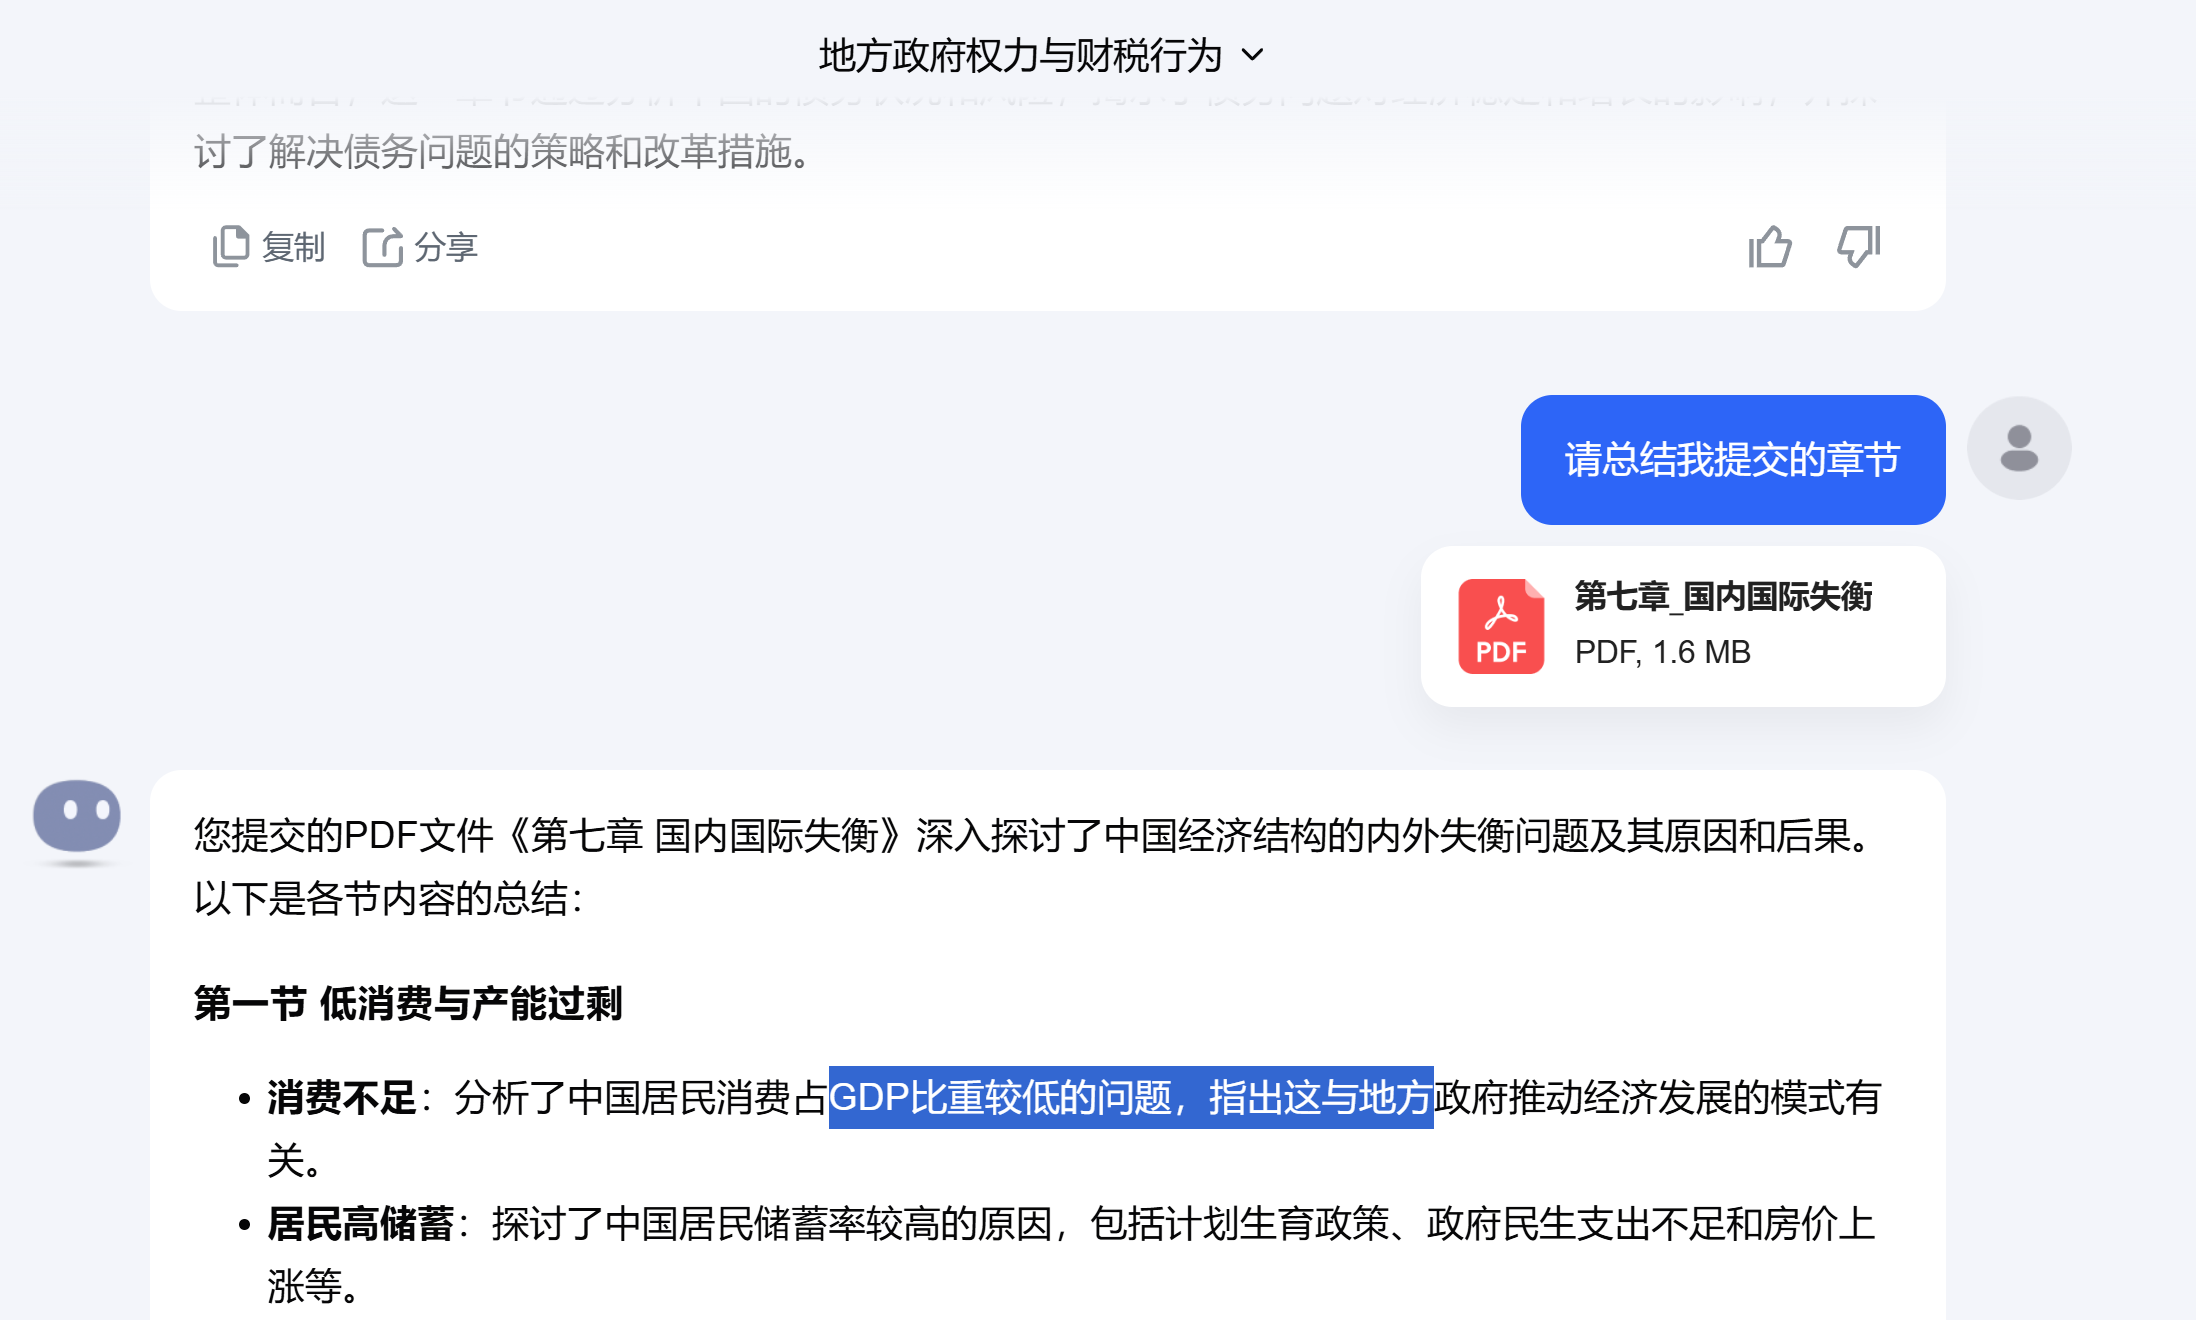 地方政府权力与财税行为
讨了解决债务问题的策略和改革措施。
复制 分享
请总结我提交的章节
第七章_国内国际失衡
PDF
PDF, 1.6 MB
您提交的PDF文件《第七章 国内国际失衡》深入探讨了中国经济结构的内外失衡问题及其原因和后果。
以下是各节内容的总结：
第一节 低消费与产能过剩
• 消费不足：分析了中国居民消费占GDP比重较低的问题，指出这与地方政府推动经济发展的模式有
关。
• 居民高储蓄：探讨了中国居民储蓄率较高的原因，包括计划生育政策、政府民生支出不足和房价上
涨等。